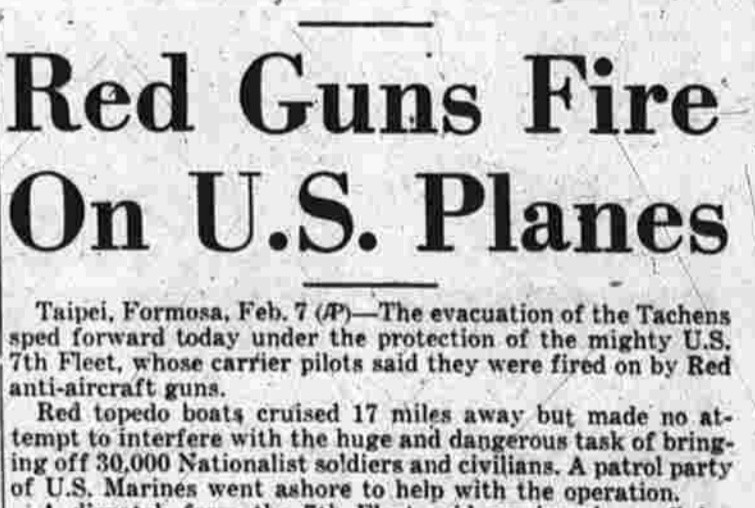 Red Guns Fire
On U.S. Planes
Taipei, Formosa, Feb. 7 (AP)—The evacuation of the Tachens
sped forward today under the protection of the mighty U.S.
7th Fleet, whose carrier pilots said they were fired on by Red
anti-aircraft guns.
Red topedo boats cruised 17 miles away but made no at-
tempt to interfere with the huge and dangerous task of bring-
ing off 30,000 Nationalist soldiers and civilians. A patrol party
of U.S. Marines went ashore to help with the operation.